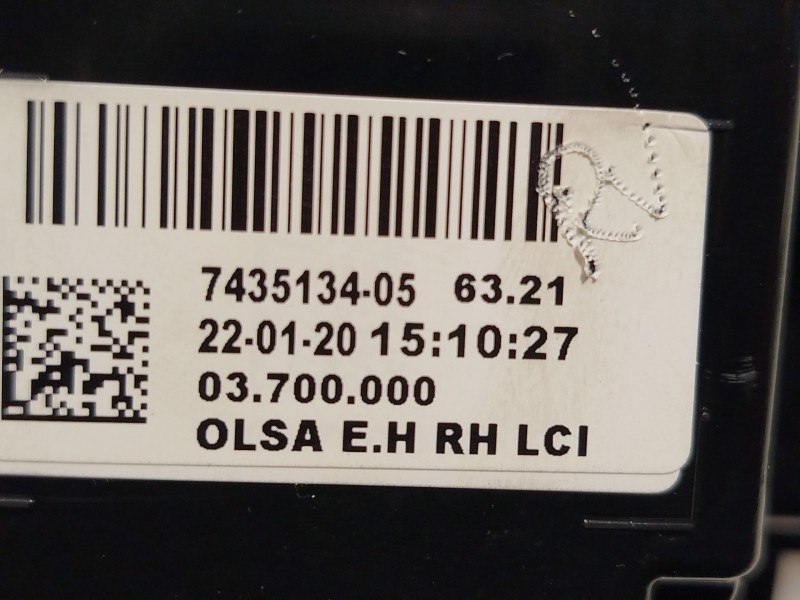 7435134-05 63.21
22-01-20 15:10:27
03.700.000
OLSA E.H RH LCI